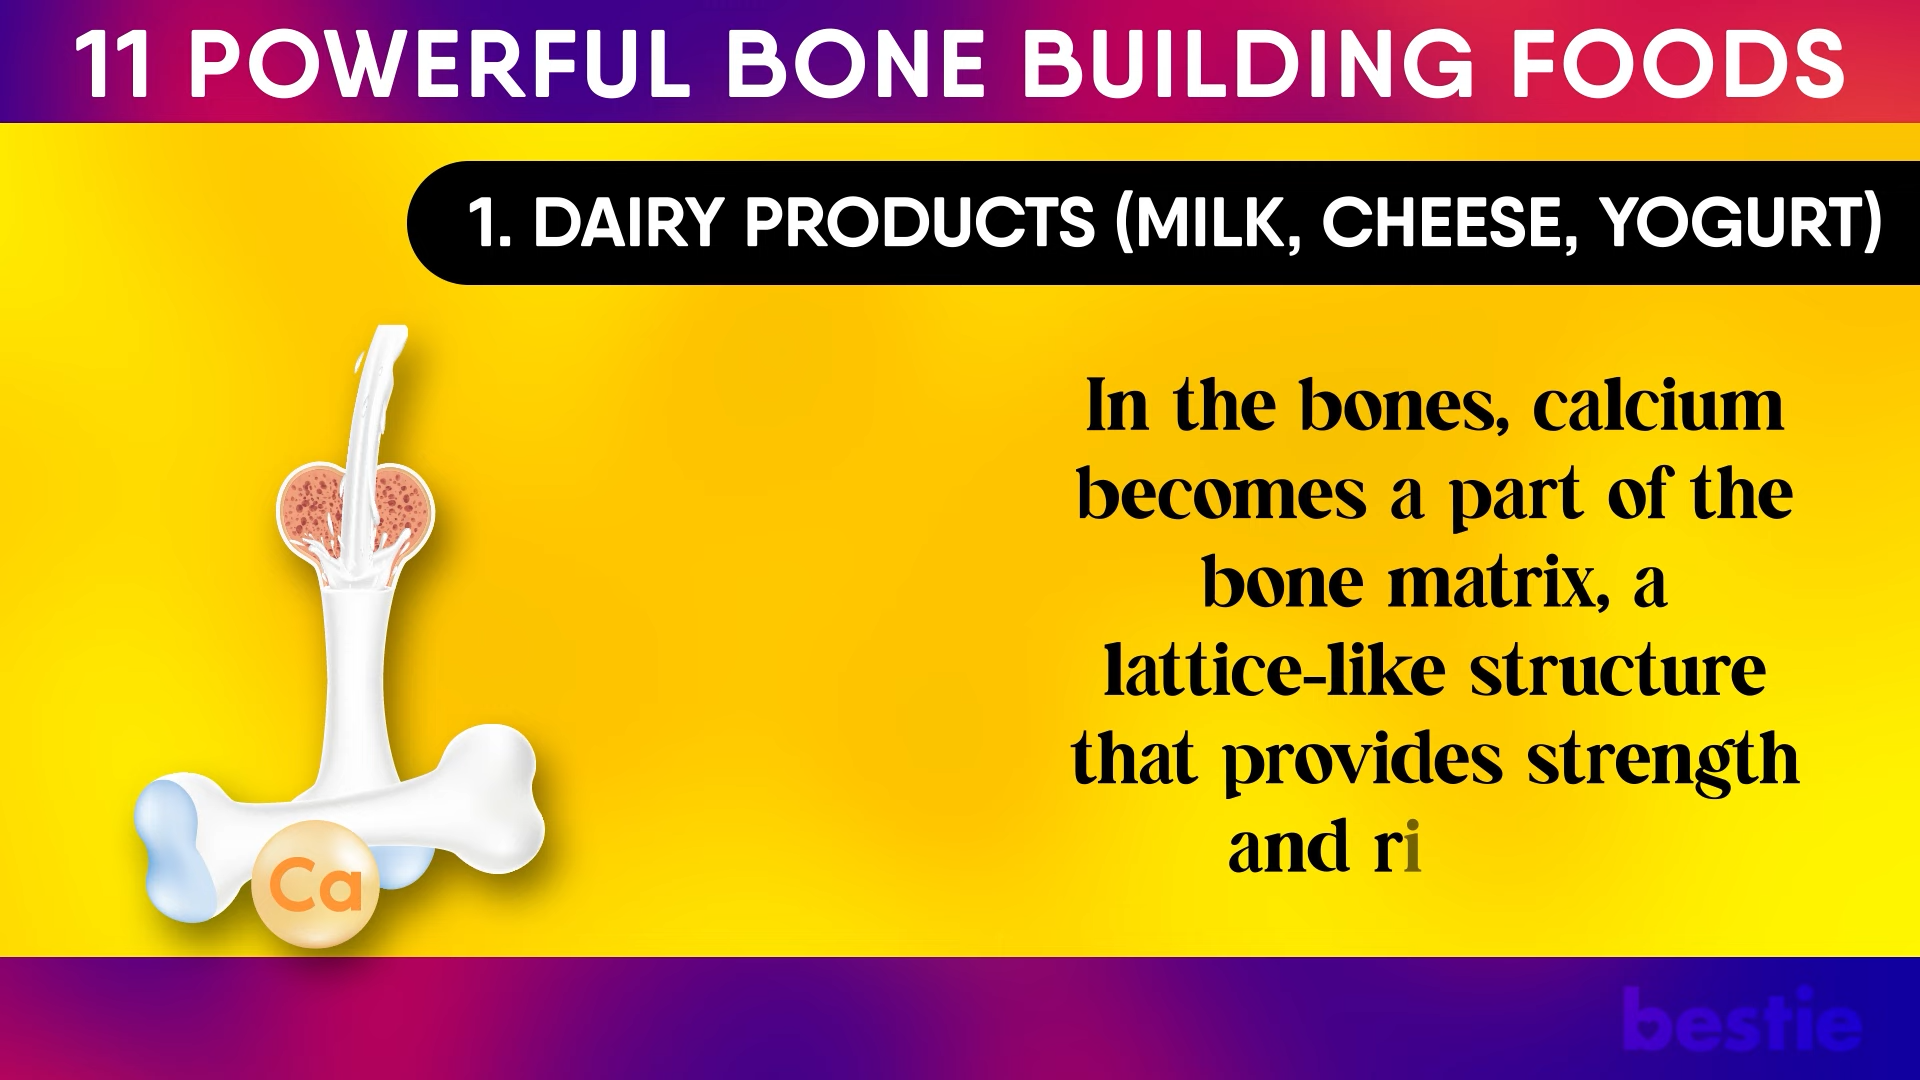 11 POWERFUL BONE BUILDING FOODS
1. DAIRY PRODUCTS (MILK, CHEESE, YOGURT)
In the bones, calcium
becomes a part of the
bone matrix, a
lattice-like structure
that provides strength
and ri
Ca
bestie